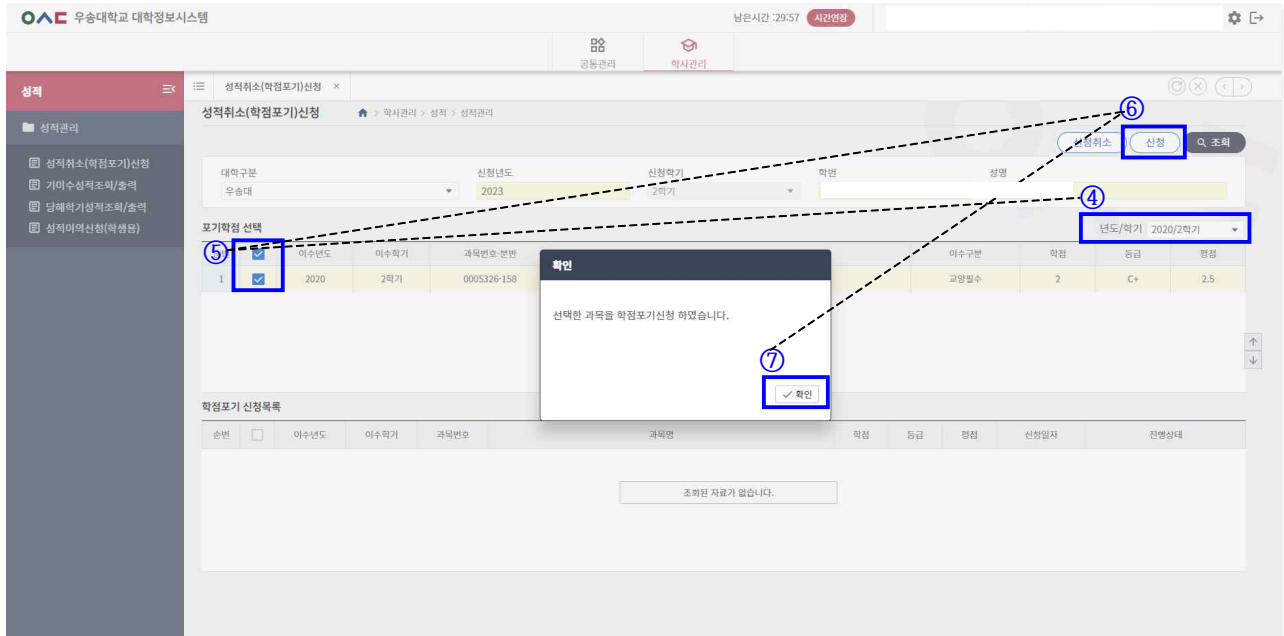 우송대학교 대학정보시스템
남은시간 :29:57 시간연장
공통관리 학사관리
성적
성적취소(학점포기)신청 ×
성적취소(학점포기)신청 > 학사관리 > 성적 > 성적관리
성적관리
⑥
신청취소 신청 조회
성적취소(학점포기)신청
기이수성적조회/출력
당해학기성적조회/출력
성적이의신청(학생용)
대학구분 신청년도 신청학기 학번 성명
우송대 2023 2학기
④
포기학점 선택 년도/학기 2020/2학기
⑤ 이수년도 이수학기 과목번호-분반 이수구분 학점 등급 평점
1 2020 2학기 0005326-158 교양필수 2 C+ 2.5
확인
선택한 과목을 학점포기신청 하였습니다.
⑦
확인
학점포기 신청목록
순번 이수년도 이수학기 과목번호 과목명 학점 등급 평점 신청일자 진행상태
조회된 자료가 없습니다.